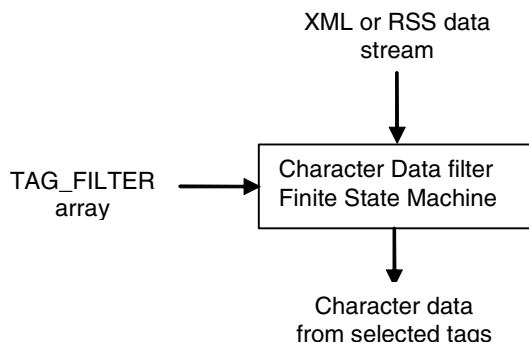 XML or RSS data
stream
TAG_FILTER
array
Character Data filter
Finite State Machine
Character data
from selected tags